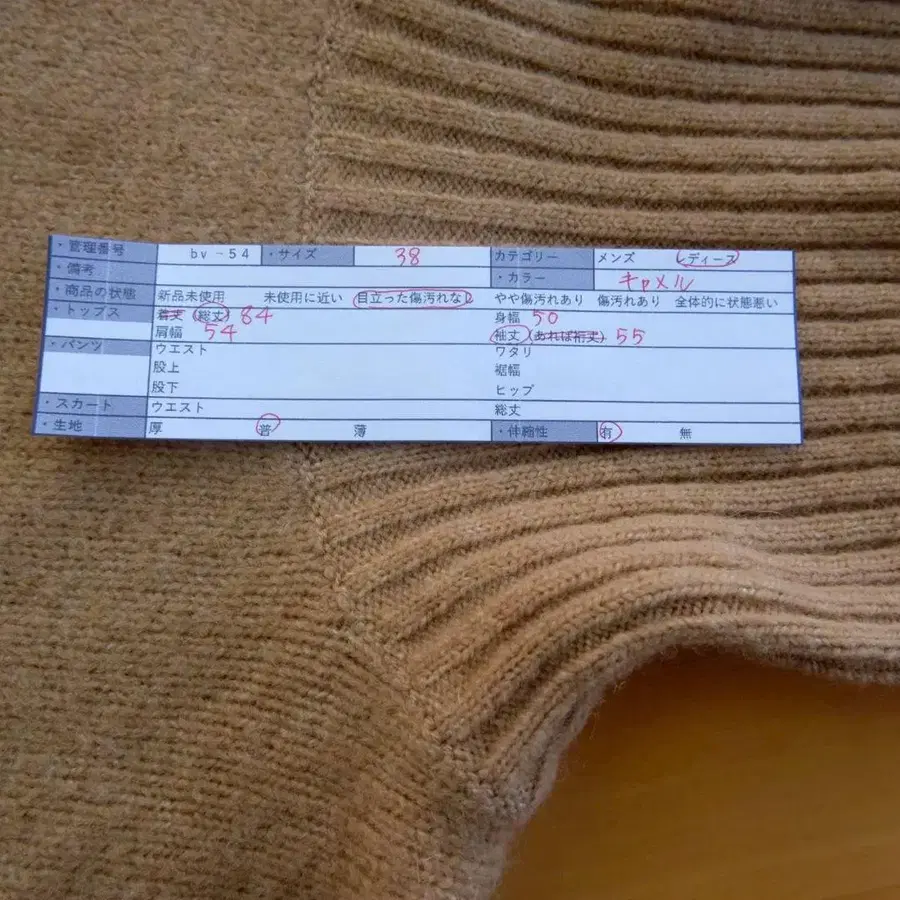 ・管理番号 bv-54 ・サイズ 38 カテゴリー メンズ レディース
・備考 ・カラー キャメル
・商品の状態 新品未使用 未使用に近い 目立った傷汚れなし やや傷汚れあり 傷汚れあり 全体的に状態悪い
・トップス 着丈 (総丈) 84 身幅 50
肩幅 54 袖丈 (あれば裄丈) 55
・パンツ ウエスト ワタリ
股上 裾幅
股下 ヒップ
・スカート ウエスト 総丈
・生地 厚 普 薄 ・伸縮性 有 無